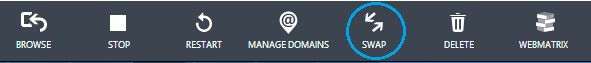 BROWSE STOP RESTART MANAGE DOMAINS SWAP DELETE WEBMATRIX